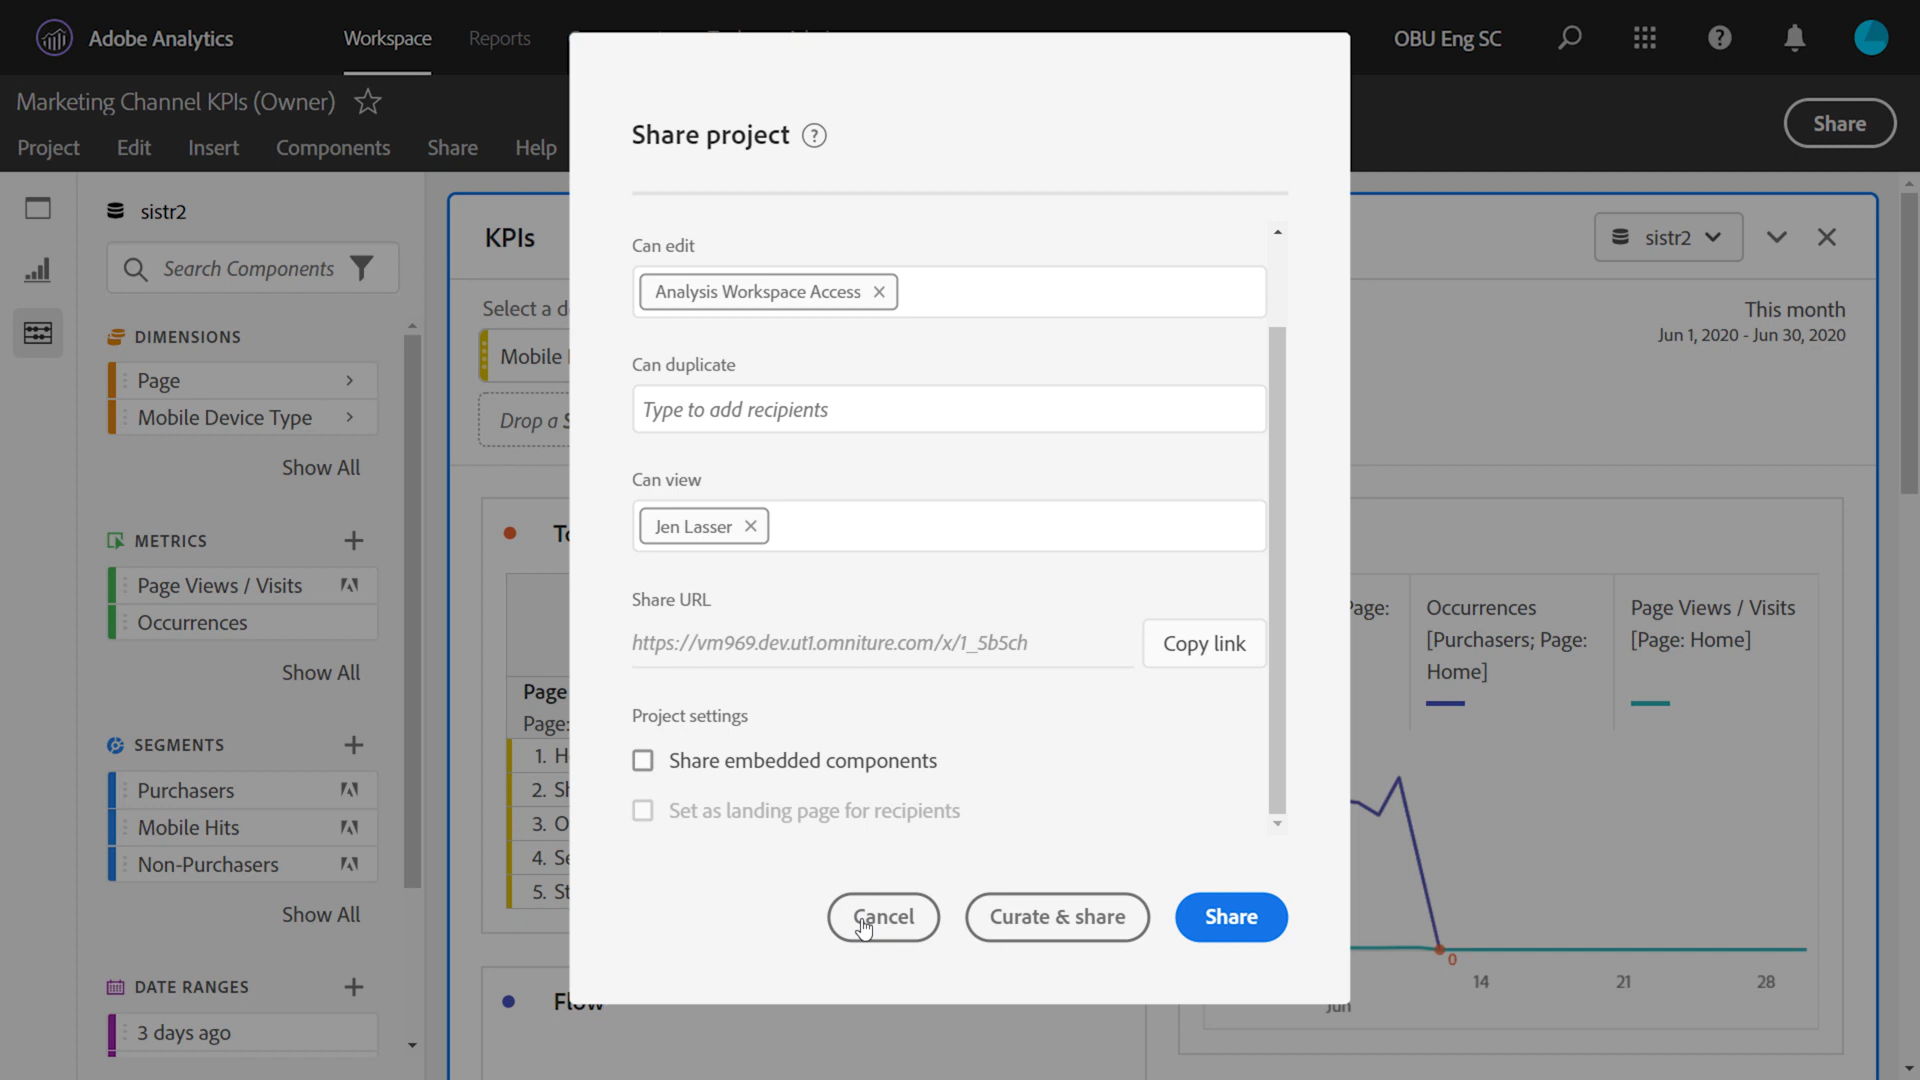 Adobe Analytics
Workspace
Reports
OBU Eng SC
Marketing Channel KPIs (Owner)
Share
Project
Edit
Insert
Components
Share
Help
sistr2
Search Components
DIMENSIONS
Page
Mobile Device Type
Show All
METRICS
Page Views / Visits
Occurrences
Show All
SEGMENTS
Purchasers
Mobile Hits
Non-Purchasers
Show All
DATE RANGES
3 days ago
KPIs
sistr2
Select a d
This month
Jun 1, 2020 - Jun 30, 2020
Mobile
Drop a S
Page
Page:
1. H
2. Sh
3. O
4. Se
5. St
Flow
Share project
Can edit
Analysis Workspace Access
Can duplicate
Type to add recipients
Can view
Jen Lasser
Share URL
https://vm969.dev.ut1.omniture.com/x/1_5b5ch
Copy link
Project settings
Share embedded components
Set as landing page for recipients
Cancel
Curate & share
Share
Page:
Occurrences
[Purchasers; Page:
Home]
Page Views / Visits
[Page: Home]
0
14
21
28
Jun